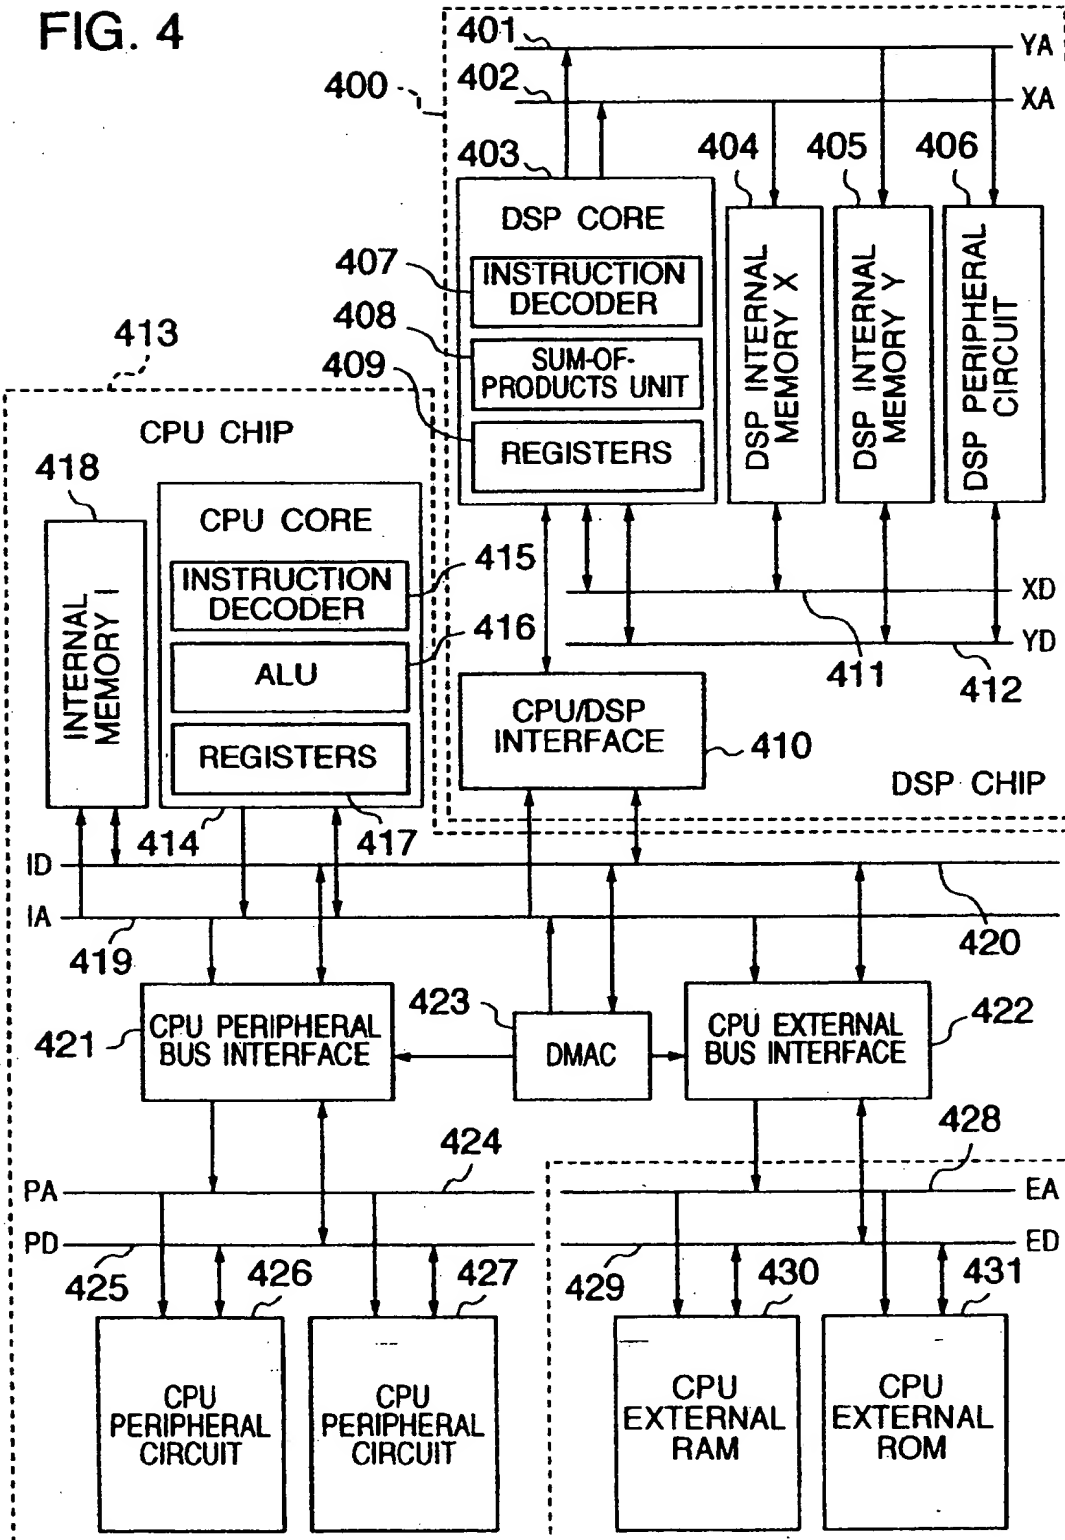 FIG. 4
401
YA
402
XA
400
403
404
405
406
DSP CORE
407
INSTRUCTION
DECODER
408
SUM-OF-
PRODUCTS UNIT
409
REGISTERS
DSP INTERNAL
MEMORY X
DSP INTERNAL
MEMORY Y
DSP PERIPHERAL
CIRCUIT
413
CPU CHIP
418
INTERNAL
MEMORY I
CPU CORE
INSTRUCTION
DECODER
415
ALU
416
REGISTERS
414
417
XD
YD
411
412
CPU/DSP
INTERFACE
410
DSP CHIP
ID
IA
419
420
421
CPU PERIPHERAL
BUS INTERFACE
423
DMAC
CPU EXTERNAL
BUS INTERFACE
422
424
428
PA
EA
PD
ED
425
426
427
429
430
431
CPU
PERIPHERAL
CIRCUIT
CPU
PERIPHERAL
CIRCUIT
CPU
EXTERNAL
RAM
CPU
EXTERNAL
ROM